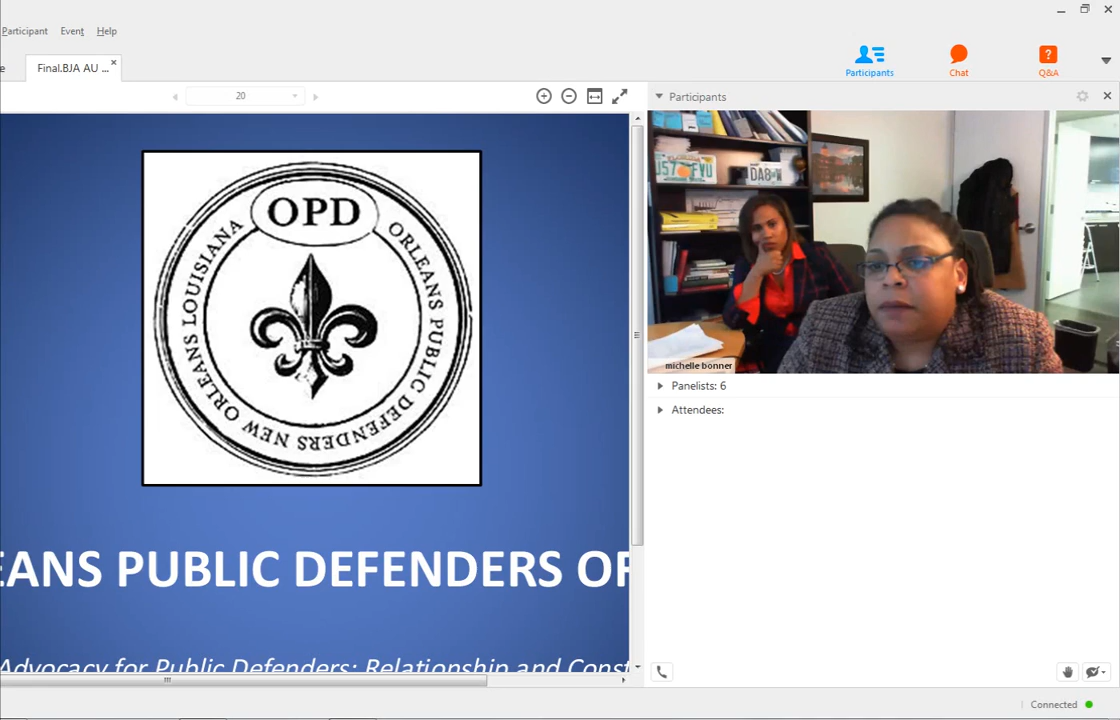 Participant Event Help
e Final.BJA AU ...
Participants Chat Q&A
20
OPD
ORLEANS PUBLIC DEFENDERS NEW ORLEANS LOUISIANA
EANS PUBLIC DEFENDERS OF
Advocacy for Public Defenders: Relationship and Const
Participants
michelle bonner
Panelists: 6
Attendees:
Connected